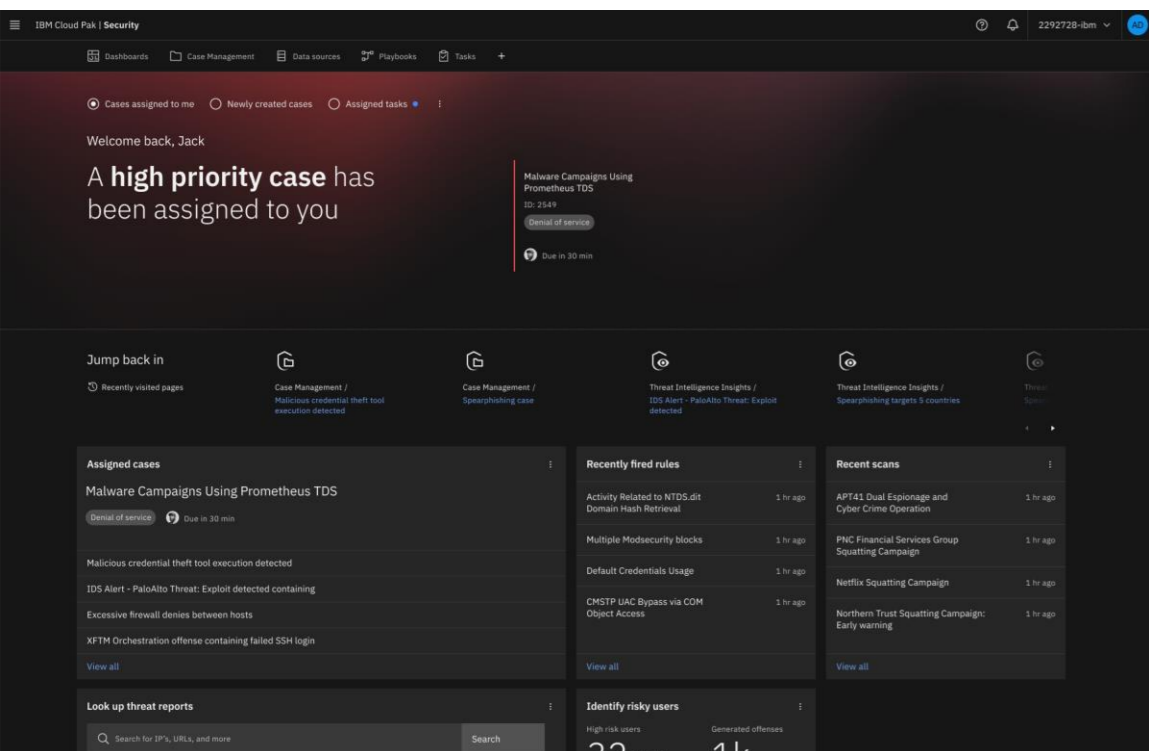 IBM Cloud Pak | Security
2292728-ibm
AD
Dashboards
Case Management
Data sources
Playbooks
Tasks
+
Cases assigned to me
Newly created cases
Assigned tasks
Welcome back, Jack
A high priority case has
been assigned to you
Malware Campaigns Using
Prometheus TDS
ID: 2549
Denial of service
Due in 30 min
Jump back in
Recently visited pages
Case Management /
Malicious credential theft tool
execution detected
Case Management /
Spearphishing case
Threat Intelligence Insights /
IDS Alert - PaloAlto Threat: Exploit
detected
Threat Intelligence Insights /
Spearphishing targets 5 countries
Assigned cases
Malware Campaigns Using Prometheus TDS
Denial of service
Due in 30 min
Malicious credential theft tool execution detected
IDS Alert - PaloAlto Threat: Exploit detected containing
Excessive firewall denies between hosts
XFTM Orchestration offense containing failed SSH login
View all
Recently fired rules
Activity Related to NTDS.dit
Domain Hash Retrieval
1 hr ago
Multiple Modsecurity blocks
1 hr ago
Default Credentials Usage
1 hr ago
CMSTP UAC Bypass via COM
Object Access
1 hr ago
View all
Recent scans
APT41 Dual Espionage and
Cyber Crime Operation
1 hr ago
PNC Financial Services Group
Squatting Campaign
1 hr ago
Netflix Squatting Campaign
1 hr ago
Northern Trust Squatting Campaign:
Early warning
1 hr ago
View all
Look up threat reports
Search for IP's, URLs, and more
Search
Identify risky users
High risk users
Generated offenses